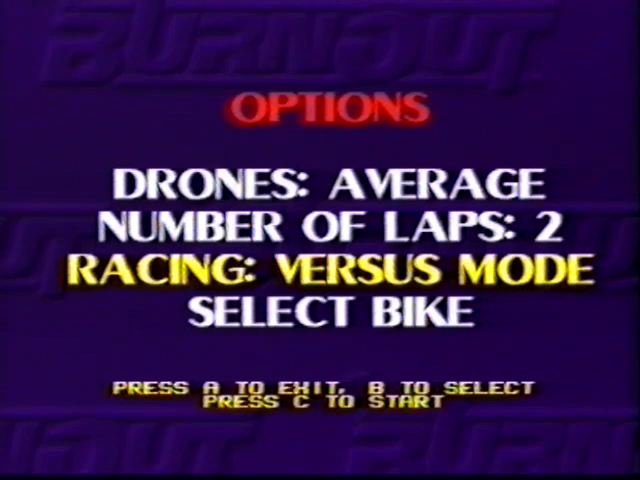 BURNOUT
OPTIONS
DRONES: AVERAGE
NUMBER OF LAPS: 2
RACING: VERSUS MODE
SELECT BIKE
PRESS A TO EXIT, B TO SELECT
PRESS C TO START